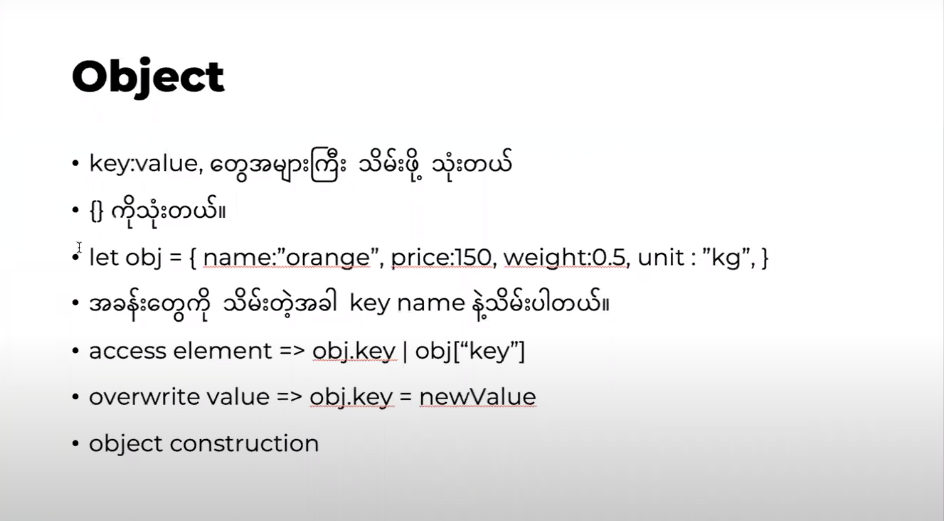 Object
• key:value, တွေအများကြီး သိမ်းဖို့ သုံးတယ်
• {} ကိုသုံးတယ်။
• let obj = { name:”orange”, price:150, weight:0.5, unit : ”kg”, }
• အခန်းတွေကို သိမ်းတဲ့အခါ key name နဲ့သိမ်းပါတယ်။
• access element => obj.key | obj[“key”]
• overwrite value => obj.key = newValue
• object construction